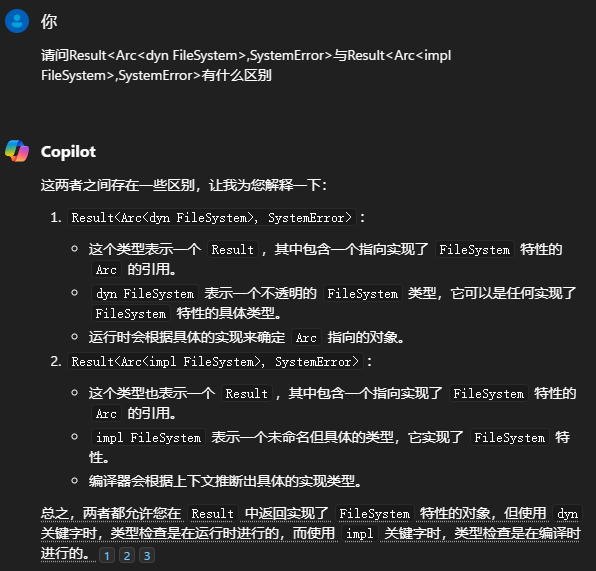 你
请问Result<Arc<dyn FileSystem>,SystemError>与Result<Arc<impl
FileSystem>,SystemError>有什么区别
Copilot
这两者之间存在一些区别，让我为您解释一下：
1. Result<Arc<dyn FileSystem>, SystemError>：
这个类型表示一个 Result，其中包含一个指向实现了 FileSystem 特性的
Arc 的引用。
dyn FileSystem 表示一个不透明的 FileSystem 类型，它可以是任何实现了
FileSystem 特性的具体类型。
运行时会根据具体的实现来确定 Arc 指向的对象。
2. Result<Arc<impl FileSystem>, SystemError>：
这个类型也表示一个 Result，其中包含一个指向实现了 FileSystem 特性的
Arc 的引用。
impl FileSystem 表示一个未命名但具体的类型，它实现了 FileSystem 特
性。
编译器会根据上下文推断出具体的实现类型。
总之，两者都允许您在 Result 中返回实现了 FileSystem 特性的对象，但使用 dyn
关键字时，类型检查是在运行时进行的，而使用 impl 关键字时，类型检查是在编译时
进行的。 1 2 3